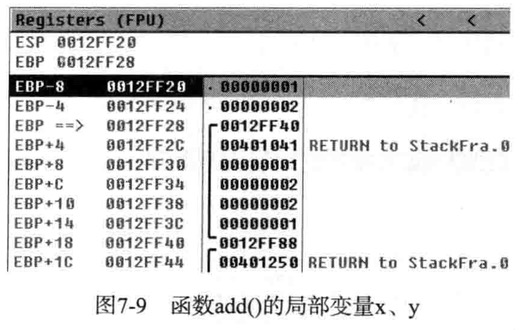 Registers (FPU) < <
ESP 0012FF20
EBP 0012FF28
EBP-8 0012FF20 · 00000001
EBP-4 0012FF24 · 00000002
EBP ==> 0012FF28 0012FF40
EBP+4 0012FF2C 00401041 RETURN to StackFra.0
EBP+8 0012FF30 00000001
EBP+C 0012FF34 00000002
EBP+10 0012FF38 00000002
EBP+14 0012FF3C 00000001
EBP+18 0012FF40 0012FF88
EBP+1C 0012FF44 00401250 RETURN to StackFra.0
图7-9 函数add()的局部变量x、y